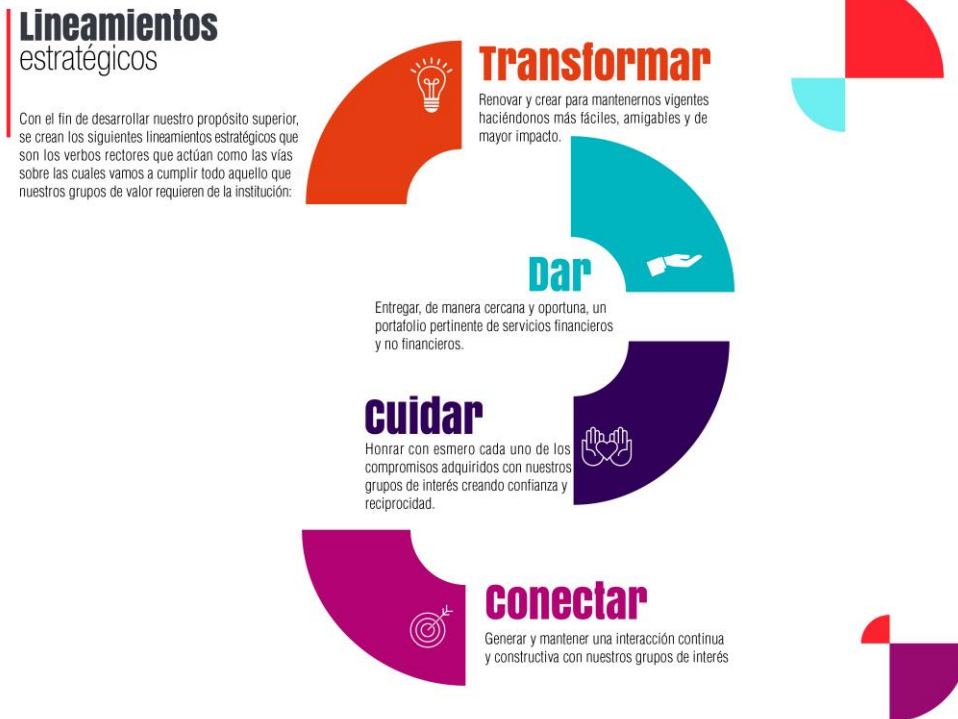 Lineamientos
estratégicos
Con el fin de desarrollar nuestro propósito superior,
se crean los siguientes lineamientos estratégicos que
son los verbos rectores que actúan como las vías
sobre las cuales vamos a cumplir todo aquello que
nuestros grupos de valor requieren de la institución:
Transformar
Renovar y crear para mantenernos vigentes
haciéndonos más fáciles, amigables y de
mayor impacto.
Dar
Entregar, de manera cercana y oportuna, un
portafolio pertinente de servicios financieros
y no financieros.
Cuidar
Honrar con esmero cada uno de los
compromisos adquiridos con nuestros
grupos de interés creando confianza y
reciprocidad.
Conectar
Generar y mantener una interacción continua
y constructiva con nuestros grupos de interés